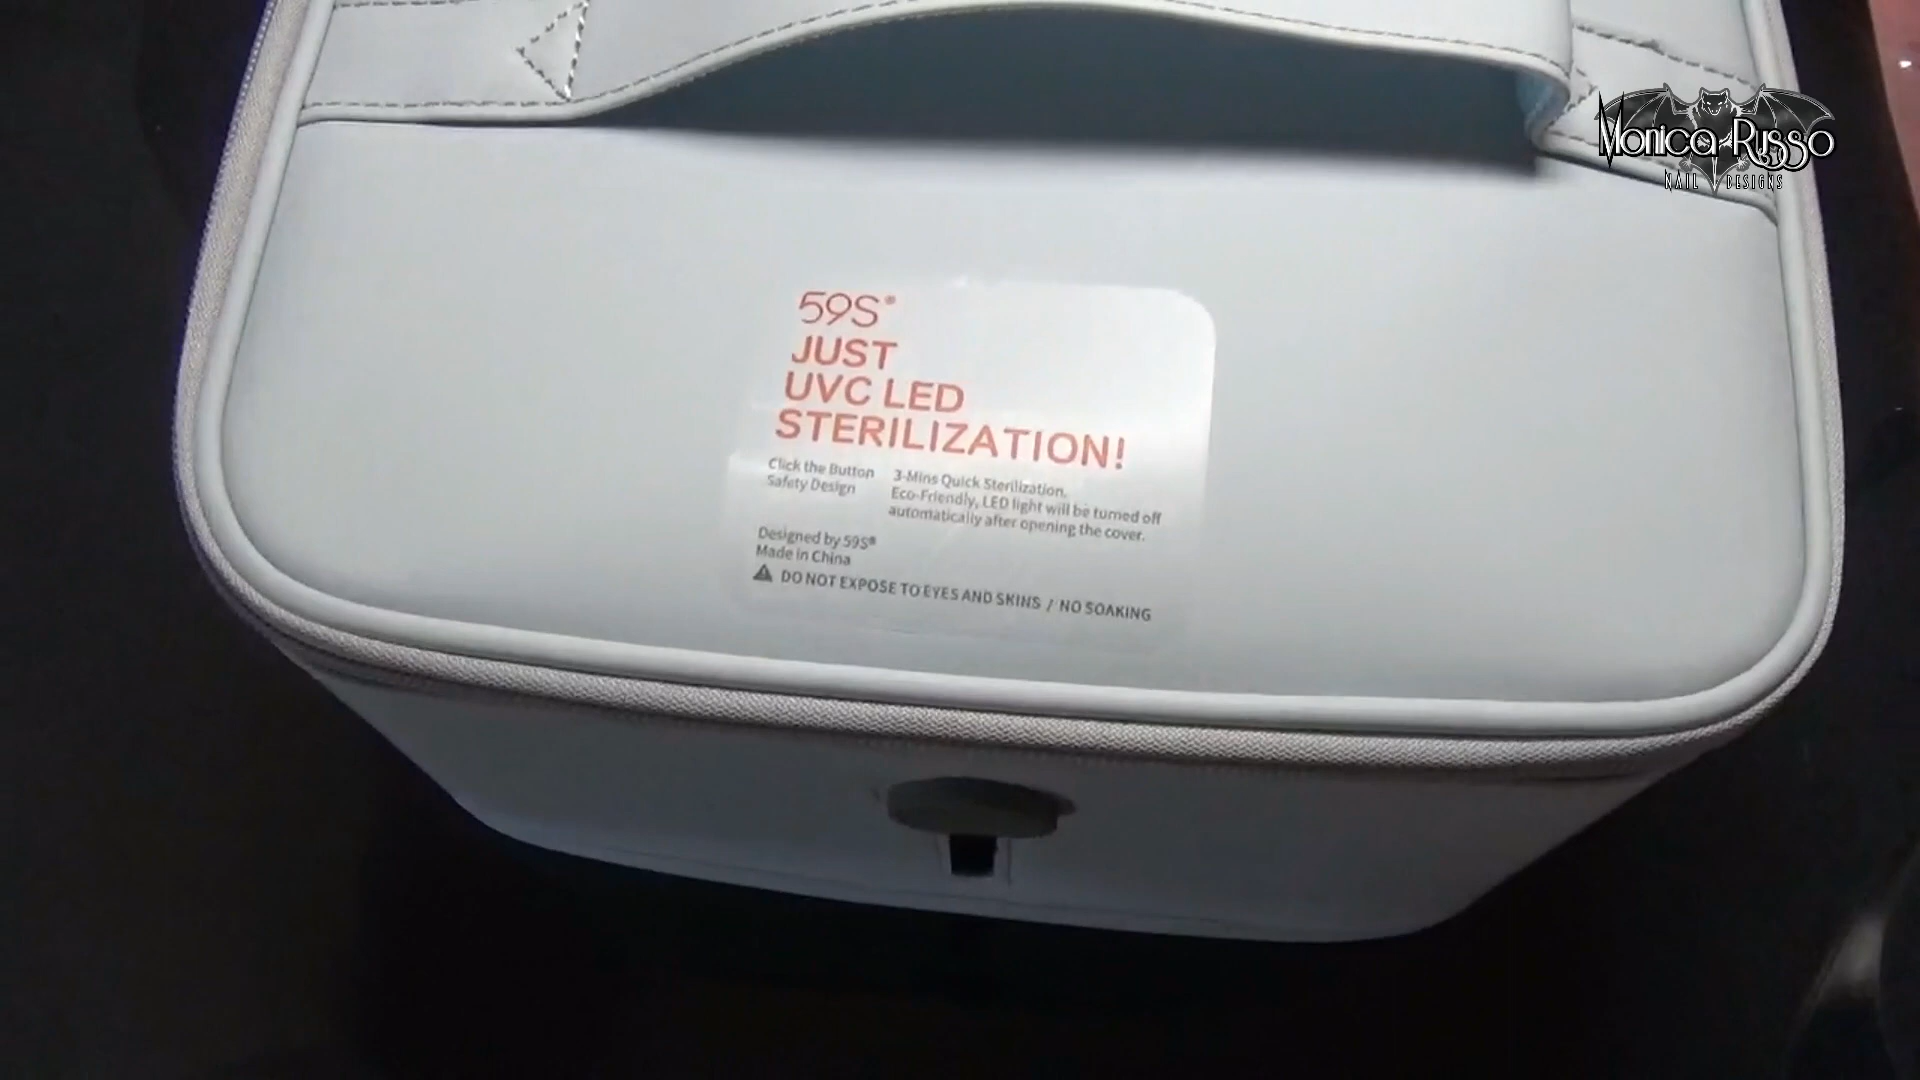 Monica Russo
NAIL DESIGNS
59S®
JUST
UVC LED
STERILIZATION!
Click the Button
Safety Design
3-Mins Quick Sterilization,
Eco-Friendly, LED light will be turned off
automatically after opening the cover.
Designed by 59S®
Made in China
DO NOT EXPOSE TO EYES AND SKINS / NO SOAKING